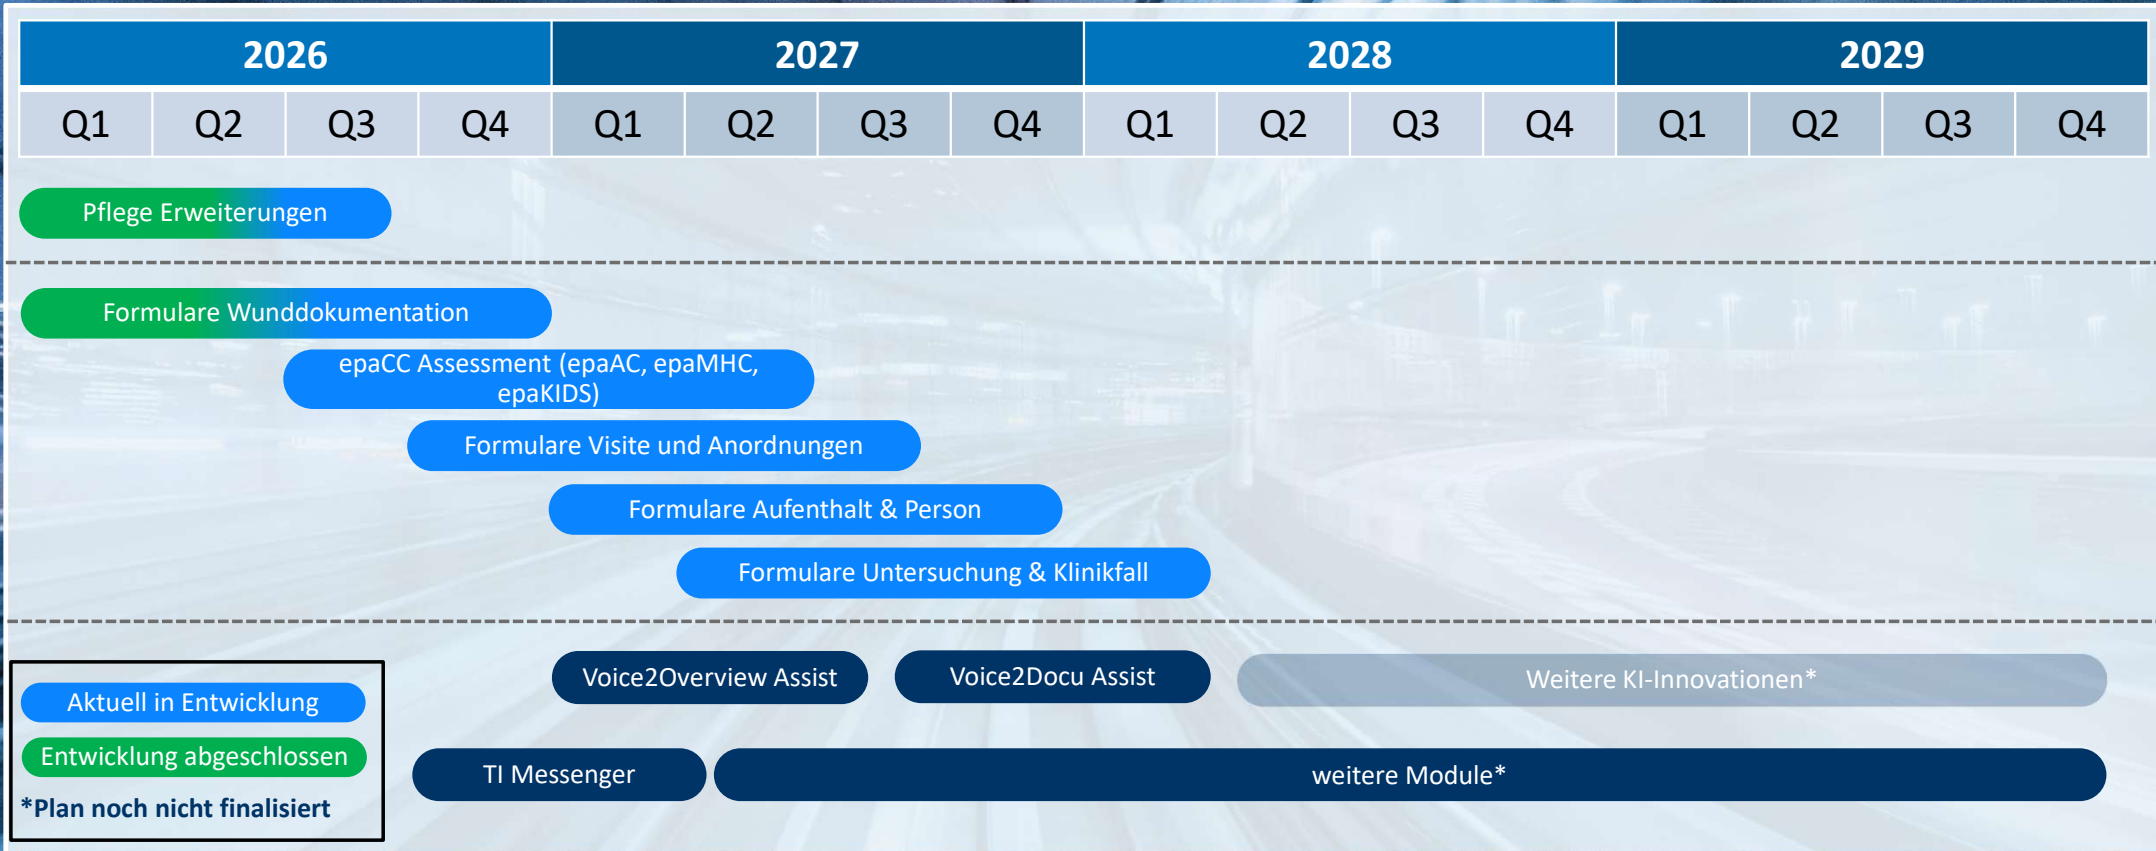 2026
2027
2028
2029
Q1 Q2 Q3 Q4 Q1 Q2 Q3 Q4 Q1 Q2 Q3 Q4 Q1 Q2 Q3 Q4
Pflege Erweiterungen
Formulare Wunddokumentation
epaCC Assessment (epaAC, epaMHC,
epaKIDS)
Formulare Visite und Anordnungen
Formulare Aufenthalt & Person
Formulare Untersuchung & Klinikfall
Voice2Overview Assist
Voice2Docu Assist
Weitere KI-Innovationen*
TI Messenger
weitere Module*
Aktuell in Entwicklung
Entwicklung abgeschlossen
*Plan noch nicht finalisiert